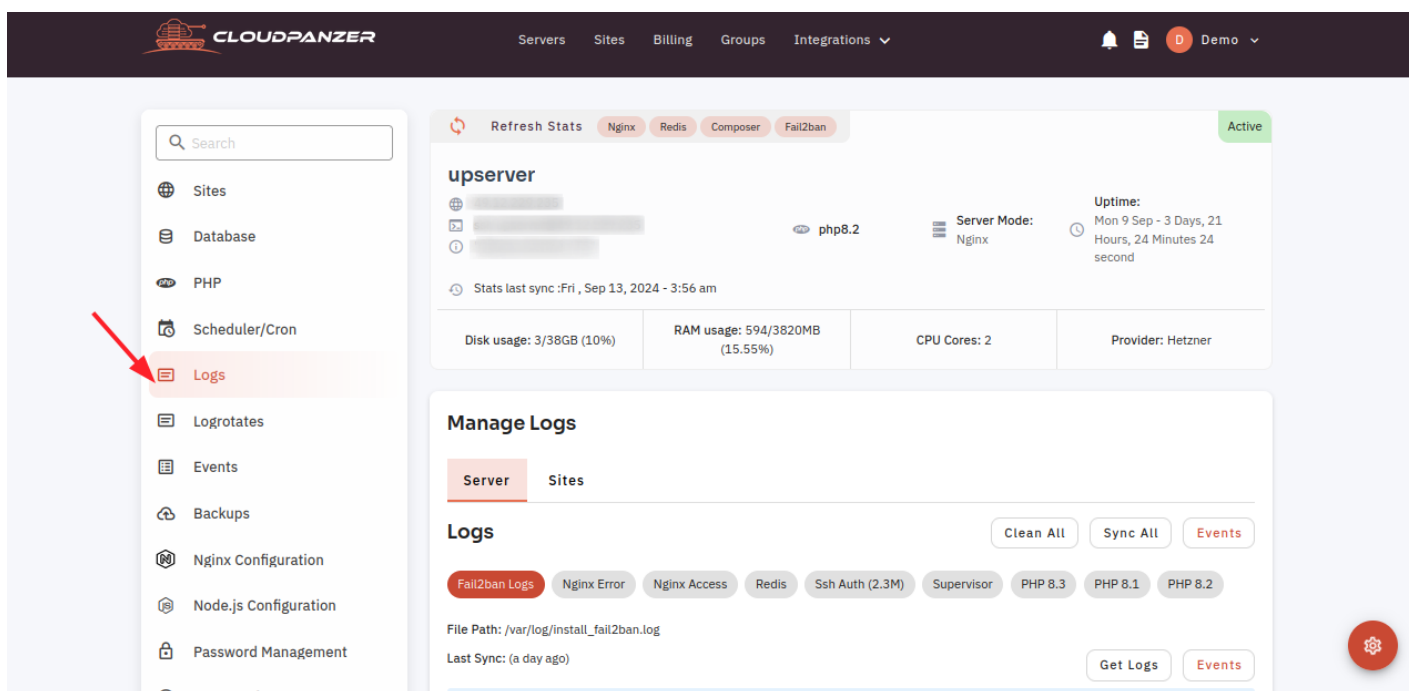 CLOUDPANZER
Servers Sites Billing Groups Integrations
D Demo
Search
Sites
Database
PHP
Scheduler/Cron
Logs
Logrotates
Events
Backups
Nginx Configuration
Node.js Configuration
Password Management
Refresh Stats Nginx Redis Composer Fail2ban
Active
upserver
php8.2
Server Mode:
Nginx
Uptime:
Mon 9 Sep - 3 Days, 21
Hours, 24 Minutes 24
second
Stats last sync :Fri , Sep 13, 2024 - 3:56 am
Disk usage: 3/38GB (10%)
RAM usage: 594/3820MB
(15.55%)
CPU Cores: 2
Provider: Hetzner
Manage Logs
Server Sites
Logs
Clean All Sync All Events
Fail2ban Logs Nginx Error Nginx Access Redis Ssh Auth (2.3M) Supervisor PHP 8.3 PHP 8.1 PHP 8.2
File Path: /var/log/install_fail2ban.log
Last Sync: (a day ago)
Get Logs Events